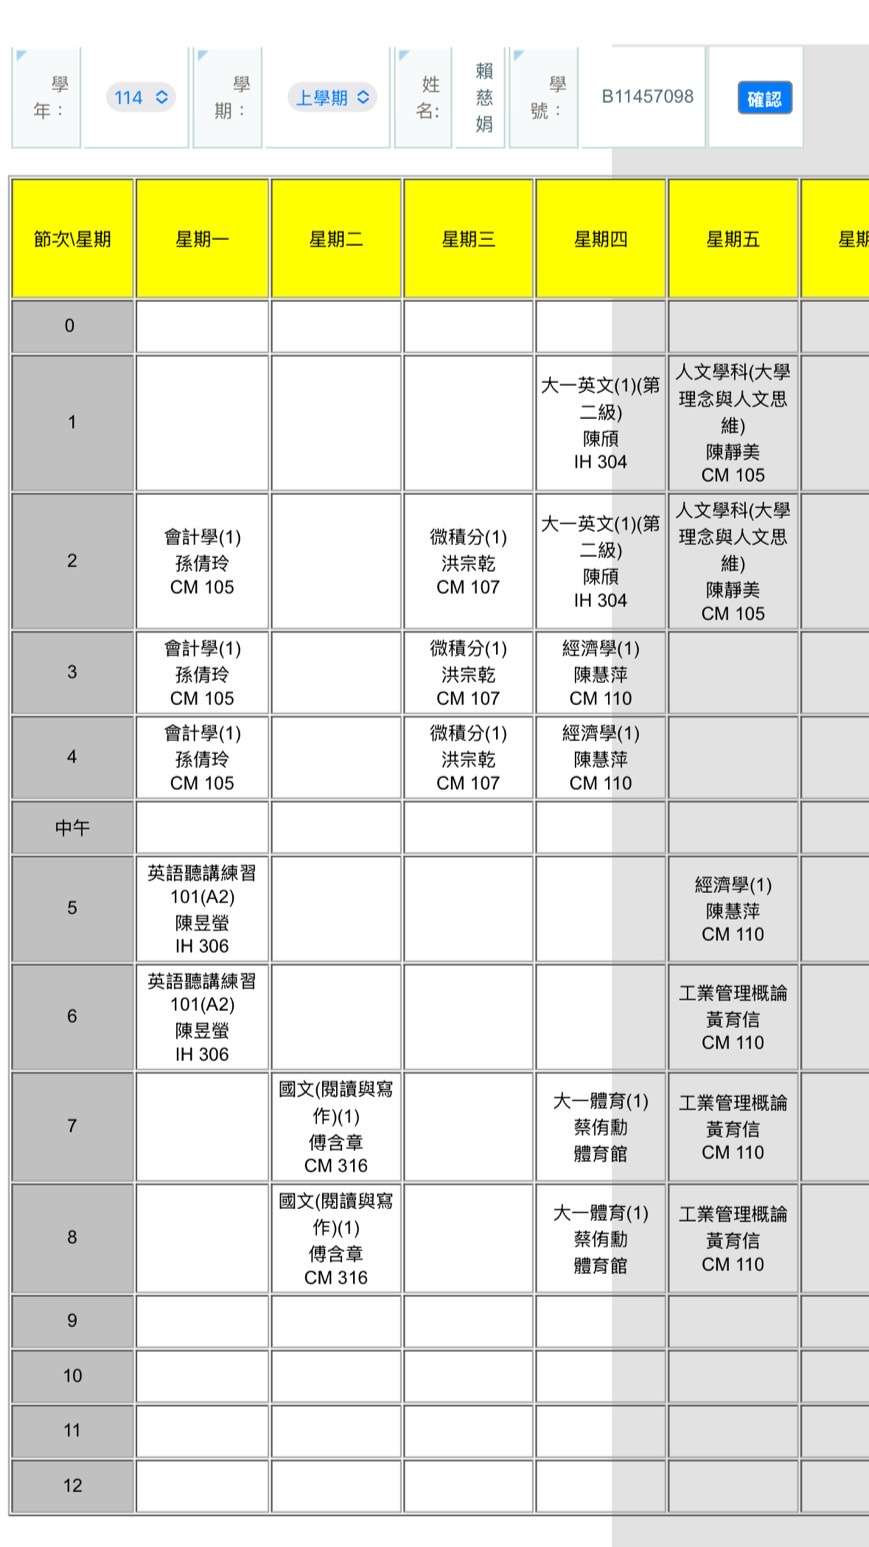 學年：
114
學期：
上學期
姓名:
賴慈娟
學號：
B11457098
確認
節次\星期
星期一
星期二
星期三
星期四
星期五
星期
0
1
大一英文(1)(第
二級)
陳頎
IH 304
人文學科(大學
理念與人文思
維)
陳靜美
CM 105
2
會計學(1)
孫倩玲
CM 105
微積分(1)
洪宗乾
CM 107
大一英文(1)(第
二級)
陳頎
IH 304
人文學科(大學
理念與人文思
維)
陳靜美
CM 105
3
會計學(1)
孫倩玲
CM 105
微積分(1)
洪宗乾
CM 107
經濟學(1)
陳慧萍
CM 110
4
會計學(1)
孫倩玲
CM 105
微積分(1)
洪宗乾
CM 107
經濟學(1)
陳慧萍
CM 110
中午
5
英語聽講練習
101(A2)
陳昱螢
IH 306
經濟學(1)
陳慧萍
CM 110
6
英語聽講練習
101(A2)
陳昱螢
IH 306
工業管理概論
黃育信
CM 110
7
國文(閱讀與寫
作)(1)
傅含章
CM 316
大一體育(1)
蔡侑勳
體育館
工業管理概論
黃育信
CM 110
8
國文(閱讀與寫
作)(1)
傅含章
CM 316
大一體育(1)
蔡侑勳
體育館
工業管理概論
黃育信
CM 110
9
10
11
12